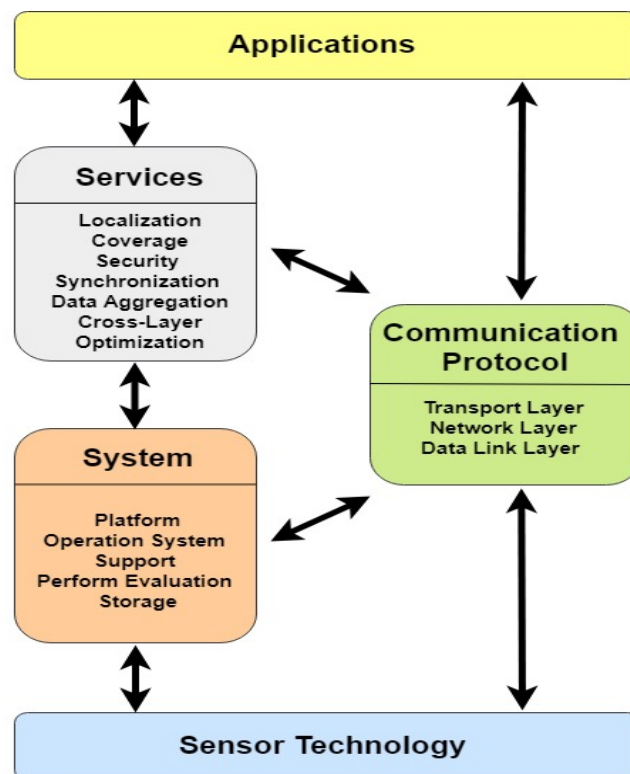 Applications
Services
Localization
Coverage
Security
Synchronization
Data Aggregation
Cross-Layer
Optimization
Communication
Protocol
Transport Layer
Network Layer
Data Link Layer
System
Platform
Operation System
Support
Perform Evaluation
Storage
Sensor Technology